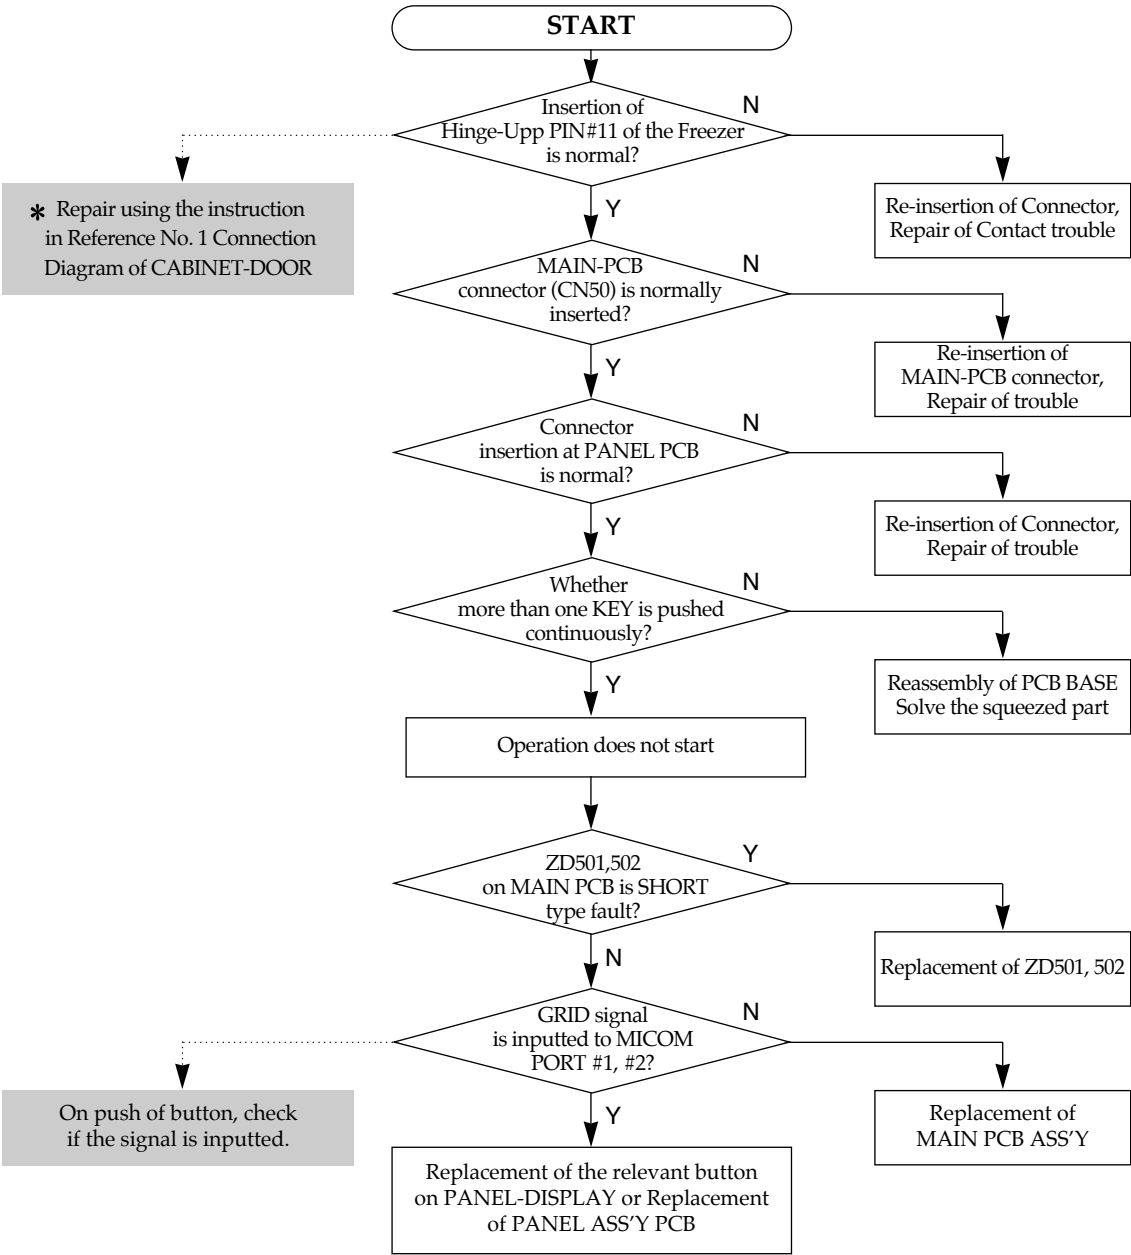 START
Insertion of
Hinge-Upp PIN#11 of the Freezer
is normal?
N
Y
* Repair using the instruction
in Reference No. 1 Connection
Diagram of CABINET-DOOR
Re-insertion of Connector,
Repair of Contact trouble
MAIN-PCB
connector (CN50) is normally
inserted?
N
Y
Re-insertion of
MAIN-PCB connector,
Repair of trouble
Connector
insertion at PANEL PCB
is normal?
N
Y
Re-insertion of Connector,
Repair of trouble
Whether
more than one KEY is pushed
continuously?
N
Y
Reassembly of PCB BASE
Solve the squeezed part
Operation does not start
ZD501,502
on MAIN PCB is SHORT
type fault?
Y
N
Replacement of ZD501, 502
GRID signal
is inputted to MICOM
PORT #1, #2?
N
Y
On push of button, check
if the signal is inputted.
Replacement of
MAIN PCB ASS'Y
Replacement of the relevant button
on PANEL-DISPLAY or Replacement
of PANEL ASS'Y PCB